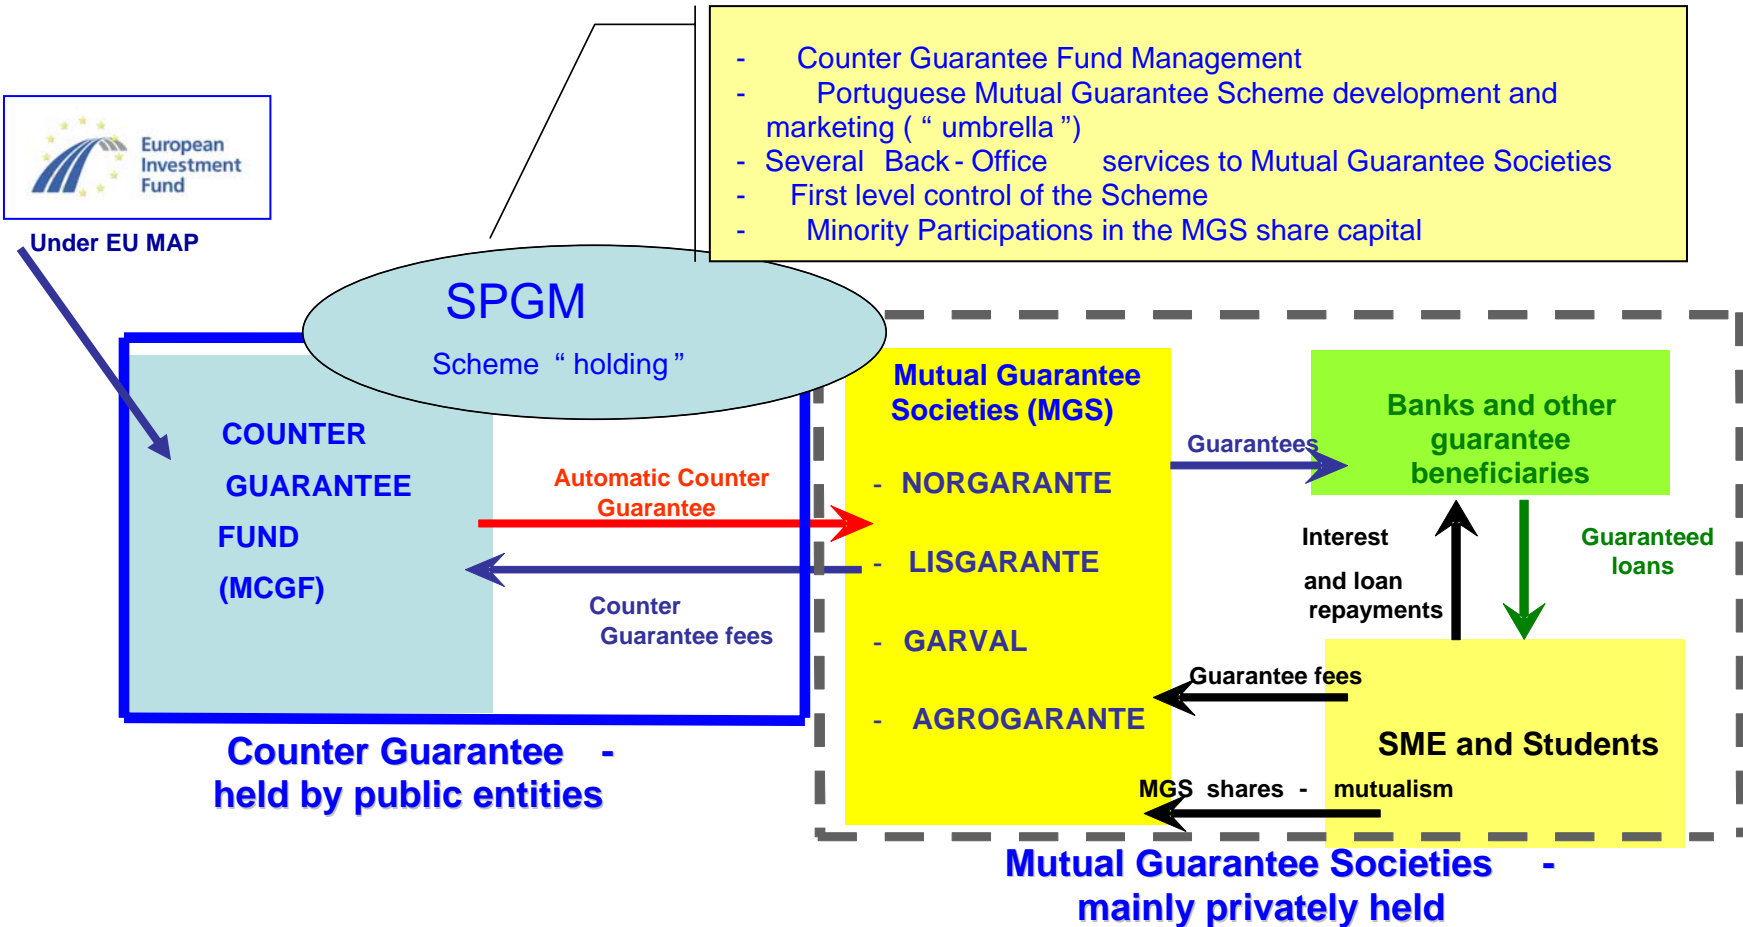 - Counter Guarantee Fund Management
- Portuguese Mutual Guarantee Scheme development and
marketing ( “ umbrella ”)
- Several Back - Office services to Mutual Guarantee Societies
- First level control of the Scheme
- Minority Participations in the MGS share capital
European
Investment
Fund
Under EU MAP
SPGM
Scheme “ holding ”
COUNTER
GUARANTEE
FUND
(MCGF)
Automatic Counter
Guarantee
Counter
Guarantee fees
Counter Guarantee -
held by public entities
Mutual Guarantee
Societies (MGS)
- NORGARANTE
- LISGARANTE
- GARVAL
- AGROGARANTE
Guarantees
Banks and other
guarantee
beneficiaries
Interest
and loan
repayments
Guaranteed
loans
Guarantee fees
SME and Students
MGS shares - mutualism
Mutual Guarantee Societies -
mainly privately held